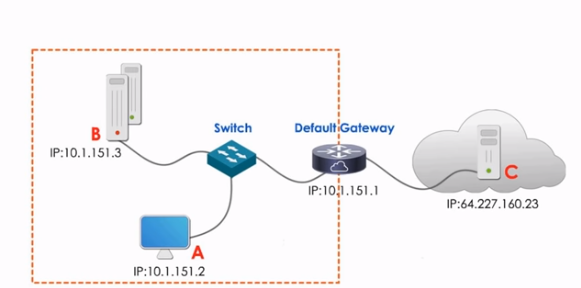 Switch
Default Gateway
B
IP:10.1.151.3
IP:10.1.151.1
C
IP:64.227.160.23
A
IP:10.1.151.2